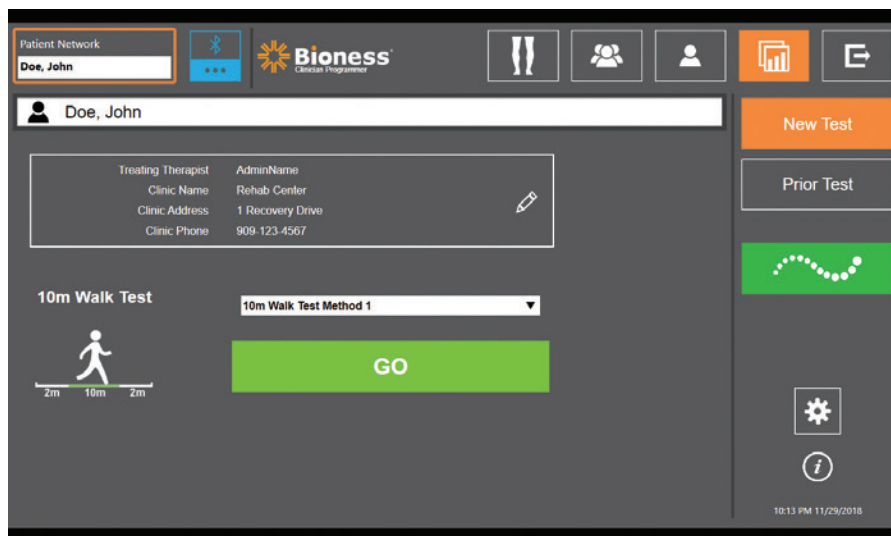 Patient Network
Doe, John
Bioness
Clinician Programmer
Doe, John
New Test
Prior Test
Treating Therapist AdminName
Clinic Name Rehab Center
Clinic Address 1 Recovery Drive
Clinic Phone 909-123-4567
10m Walk Test
10m Walk Test Method 1
GO
2m 10m 2m
i
10:13 PM 11/29/2018